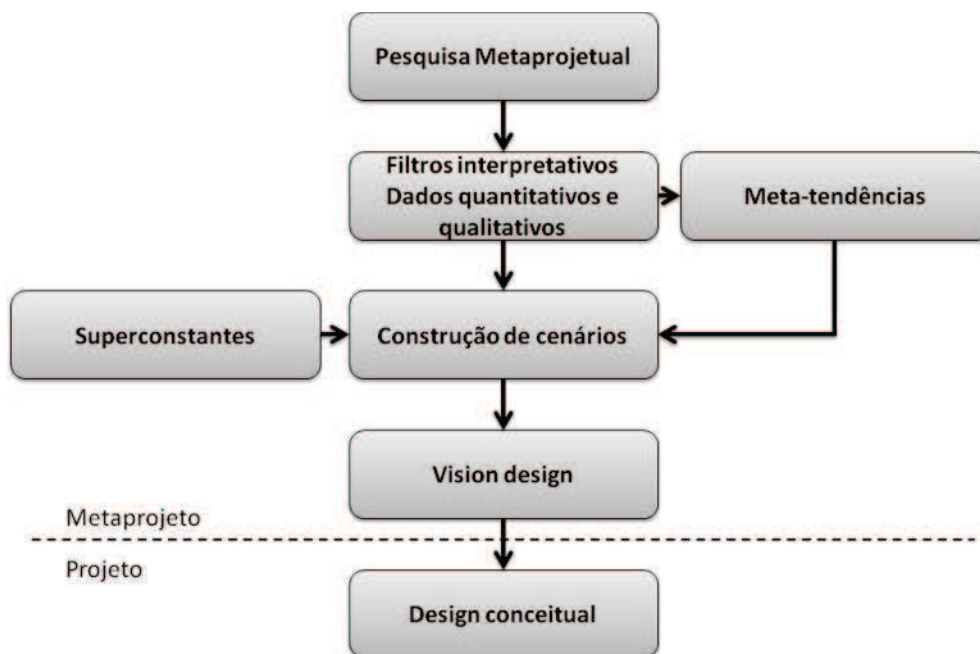 Pesquisa Metaprojetual
Filtros interpretativos
Dados quantitativos e
qualitativos
Meta-tendências
Superconstantes
Construção de cenários
Vision design
Metaprojeto
Projeto
Design conceitual